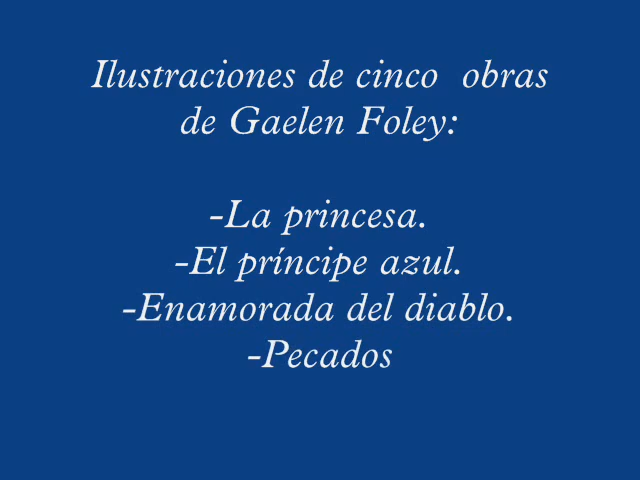 Ilustraciones de cinco  obras
de Gaelen Foley:
-La princesa.
-El príncipe azul.
-Enamorada del diablo.
-Pecados